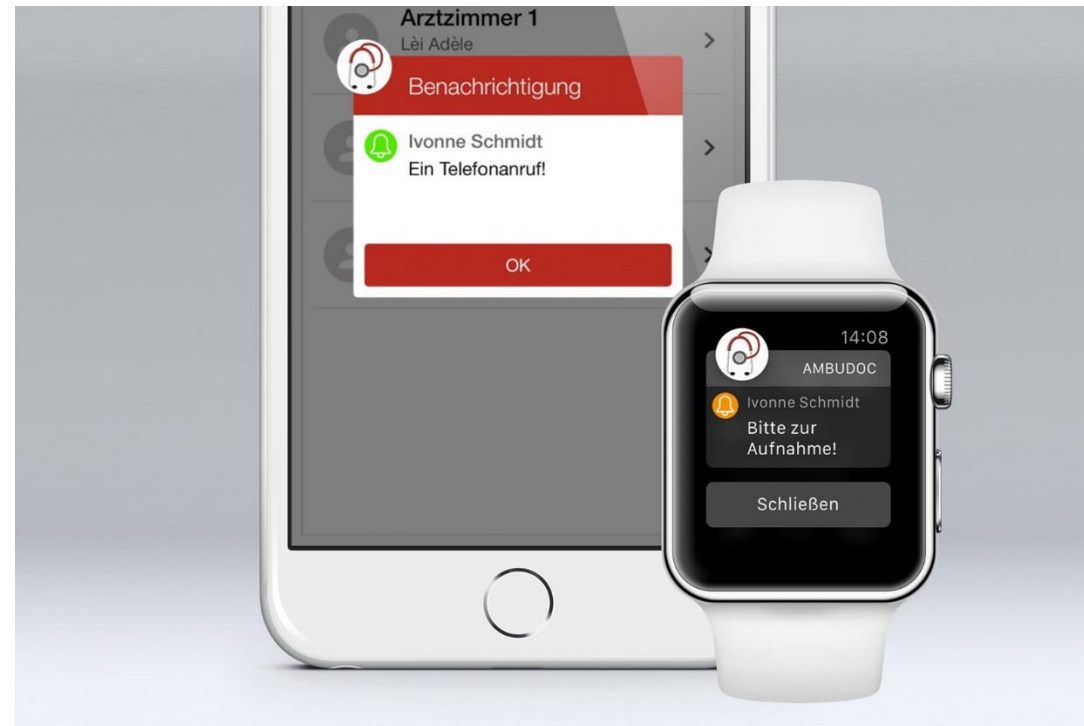 Arztzimmer 1
Lèi Adèle
Benachrichtigung
Ivonne Schmidt
Ein Telefonanruf!
OK
14:08
AMBUDOC
Ivonne Schmidt
Bitte zur
Aufnahme!
Schließen